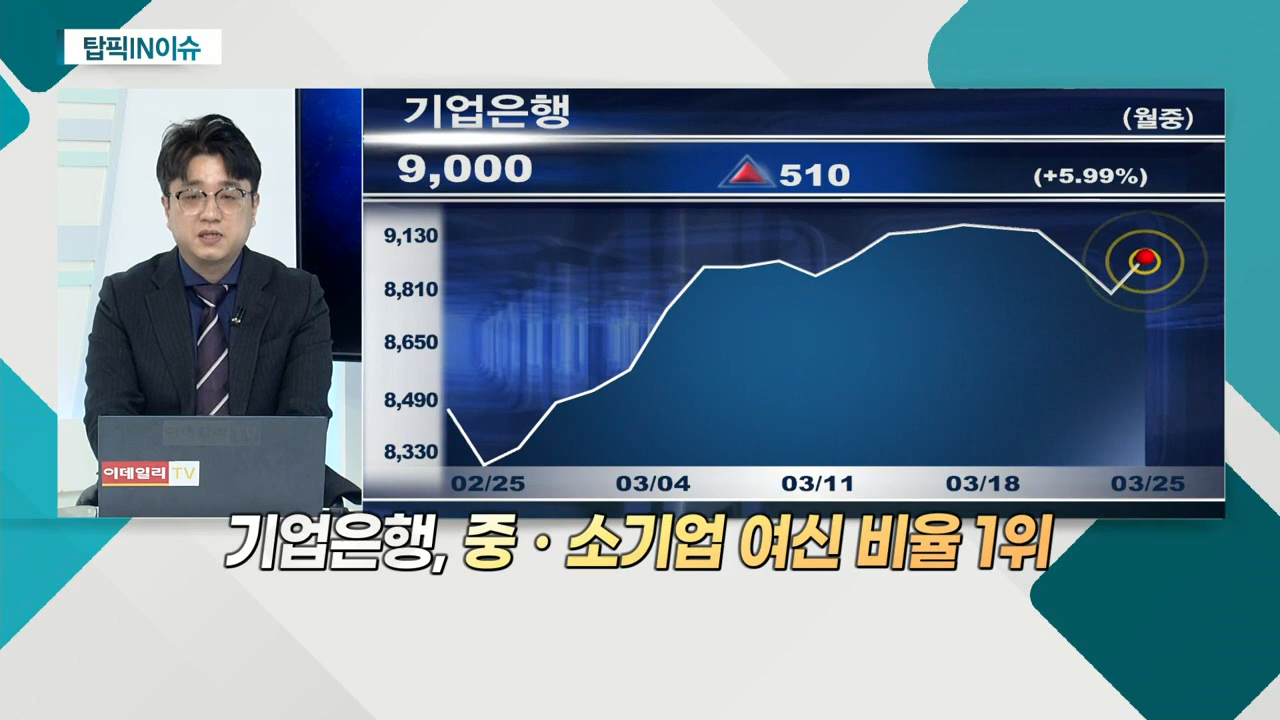 탑픽IN이슈
기업은행
(월중)
9,000
510
(+5.99%)
9,130
8,810
8,650
8,490
8,330
02/25
03/04
03/11
03/18
03/25
이데일리TV
기업은행, 중·소기업 여신 비율 1위